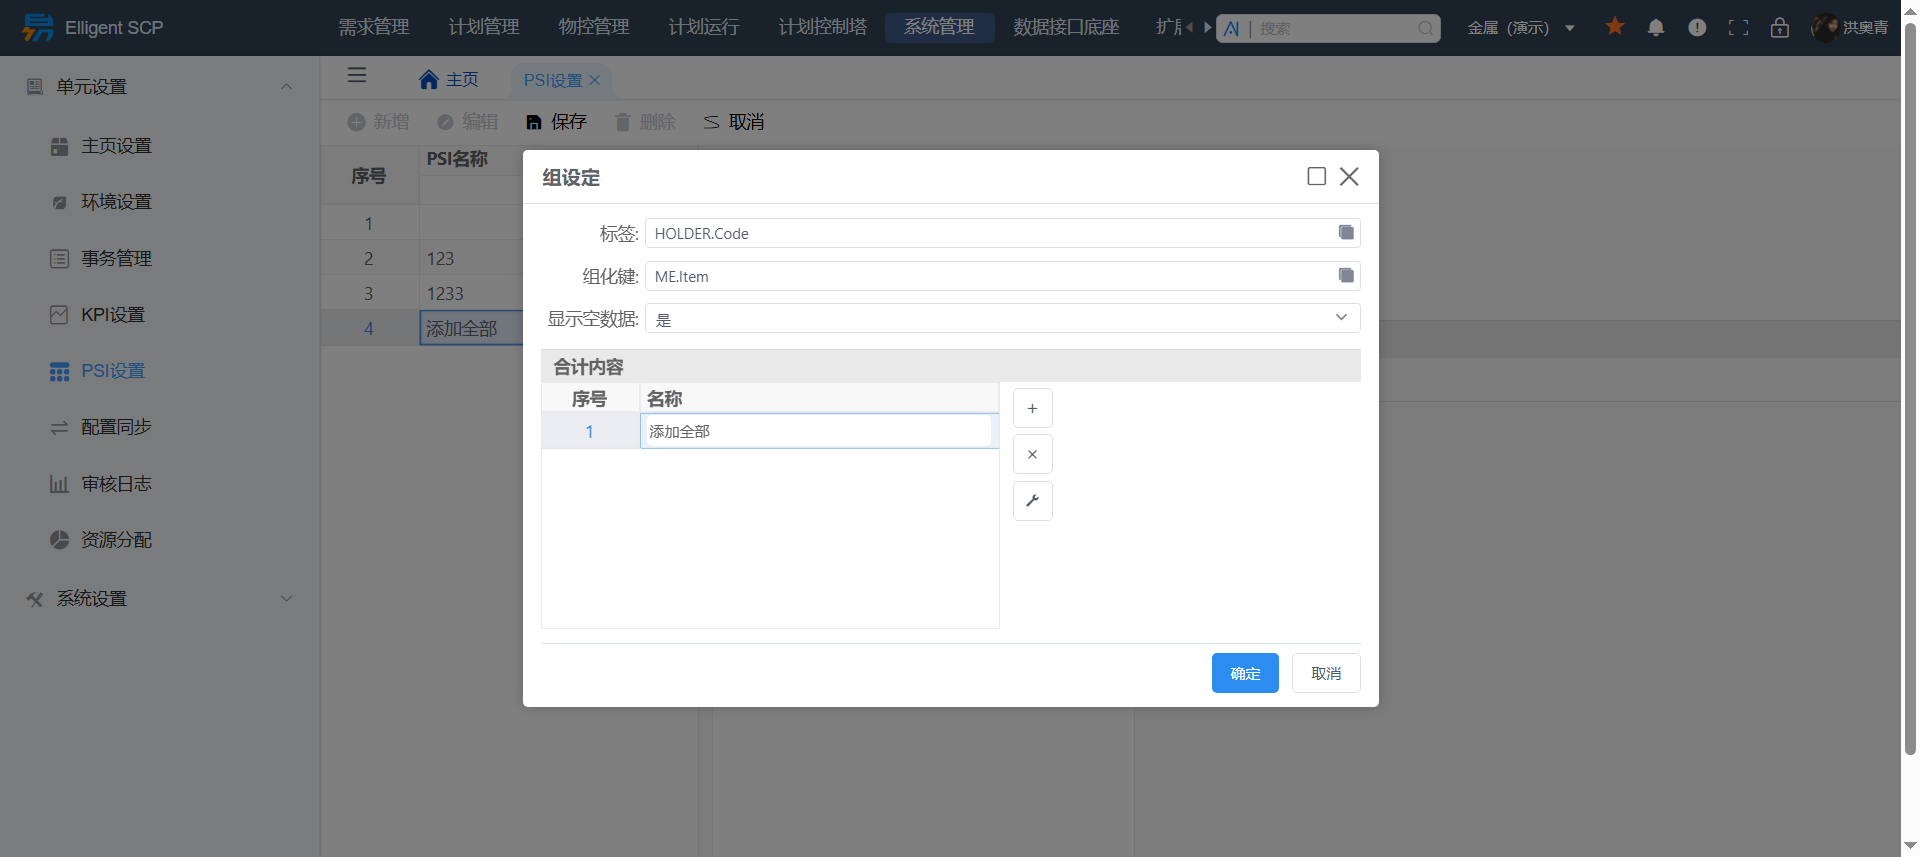 Elligent SCP
需求管理 计划管理 物控管理 计划运行 计划控制塔 系统管理 数据接口底座
AI | 搜索
金属（演示）
洪奥青
单元设置
主页设置
环境设置
事务管理
KPI设置
PSI设置
配置同步
审核日志
资源分配
系统设置
主页 PSI设置
新增 编辑 保存 删除 取消
序号 PSI名称
1
2 123
3 1233
4 添加全部
组设定
标签: HOLDER.Code
组化键: ME.Item
显示空数据: 是
合计内容
序号 名称
1 添加全部
确定 取消